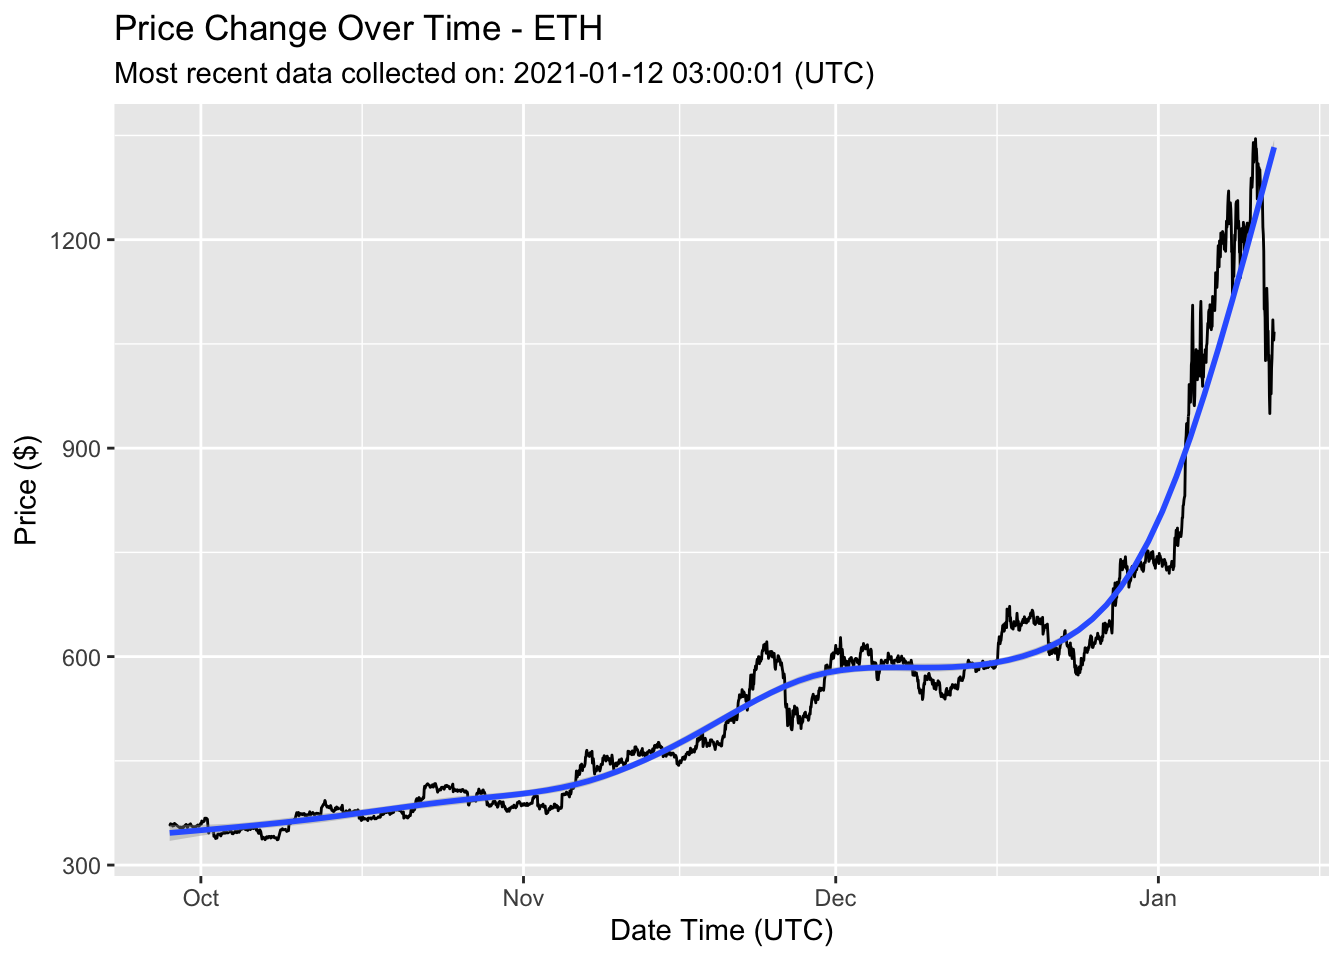 Price Change Over Time - ETH
Most recent data collected on: 2021-01-12 03:00:01 (UTC)
Price ($)
1200
900
600
300
Oct Nov Dec Jan
Date Time (UTC)